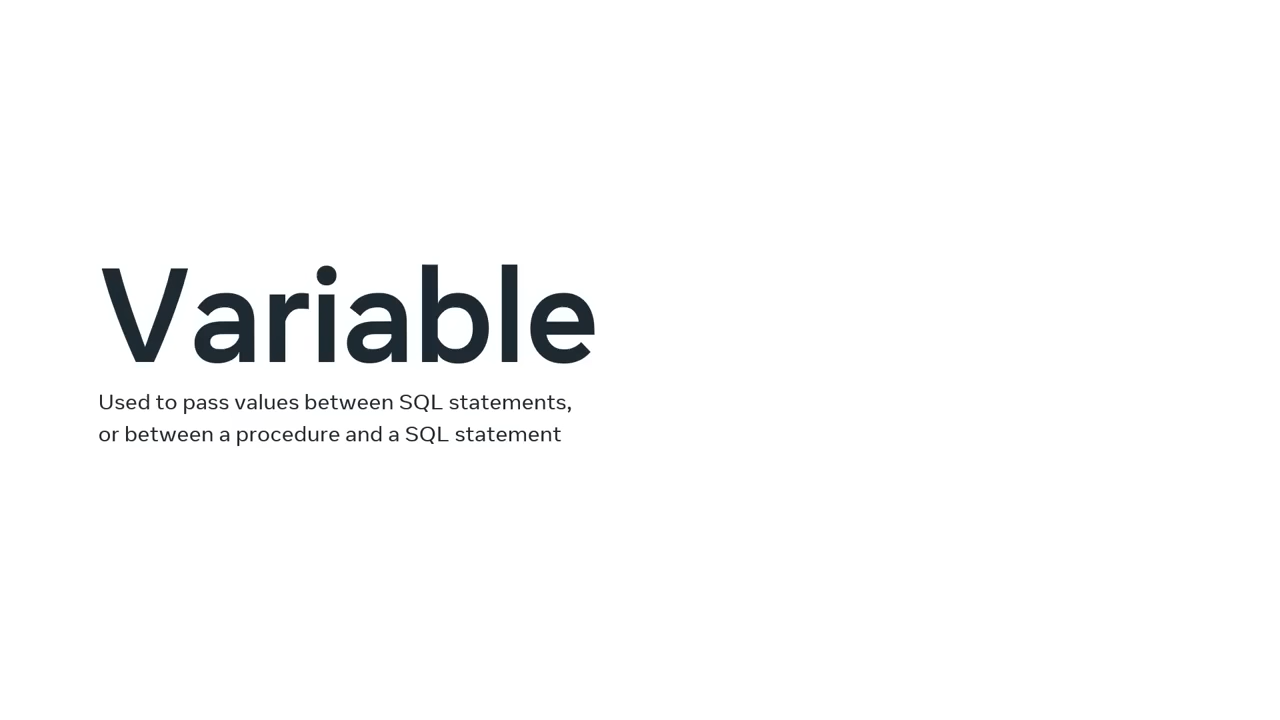 Variable
Used to pass values between SQL statements,
or between a procedure and a SQL statement